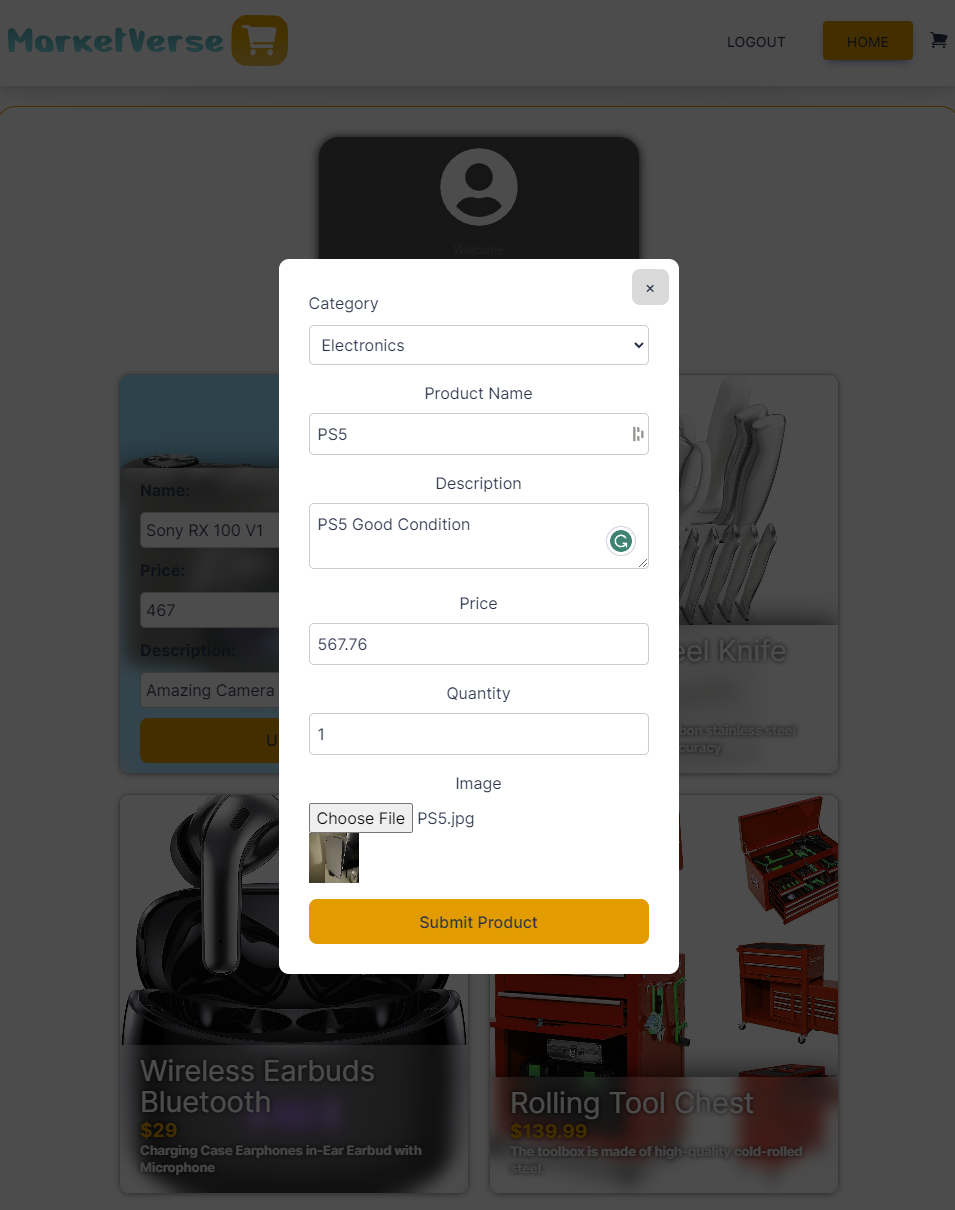 MarketVerse
LOGOUT
HOME
Welcome
×
Category
Electronics
Product Name
PS5
Description
PS5 Good Condition
Price
567.76
Quantity
1
Image
Choose File PS5.jpg
Submit Product
Name:
Sony RX 100 V1
Price:
467
Description:
Amazing Camera
U
eel Knife
bon stainless steel
curacy
Wireless Earbuds
Bluetooth
$29
Charging Case Earphones in-Ear Earbud with
Microphone
Rolling Tool Chest
$139.99
The toolbox is made of high-quality cold-rolled
steel.